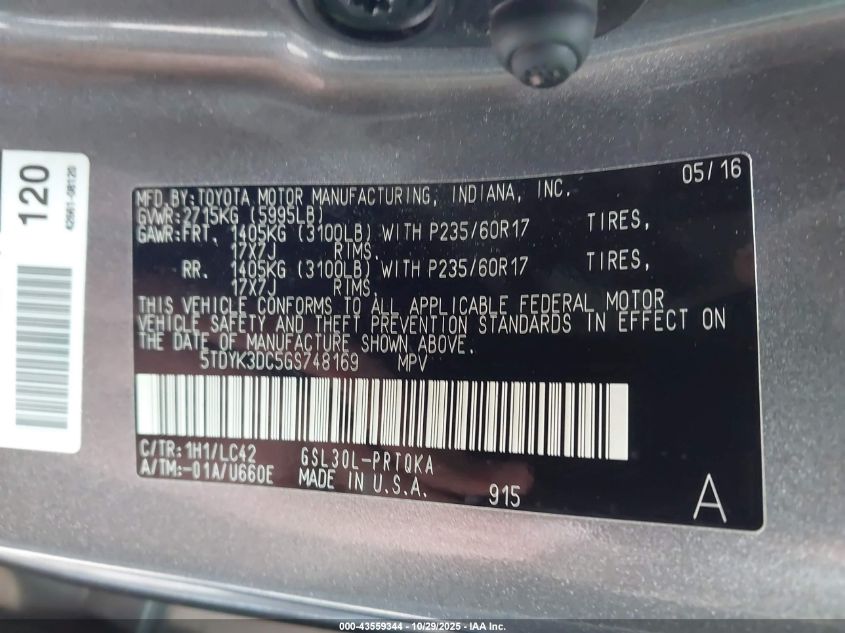 120
42661-08120
05/16
MFD.BY:TOYOTA MOTOR MANUFACTURING, INDIANA, INC.
GVWR:2715KG (5995LB)
GAWR:FRT. 1405KG (3100LB) WITH P235/60R17 TIRES,
17X7J RIMS.
RR. 1405KG (3100LB) WITH P235/60R17 TIRES,
17X7J RIMS.
THIS VEHICLE CONFORMS TO ALL APPLICABLE FEDERAL MOTOR
VEHICLE SAFETY AND THEFT PREVENTION STANDARDS IN EFFECT ON
THE DATE OF MANUFACTURE SHOWN ABOVE.
5TDYK3DC5GS748169 MPV
C/TR:1H1/LC42 GSL30L-PRTQKA
A/TM:-01A/U660E MADE IN U.S.A. 915
A
000-43559344 - 10/29/2025 - IAA Inc.